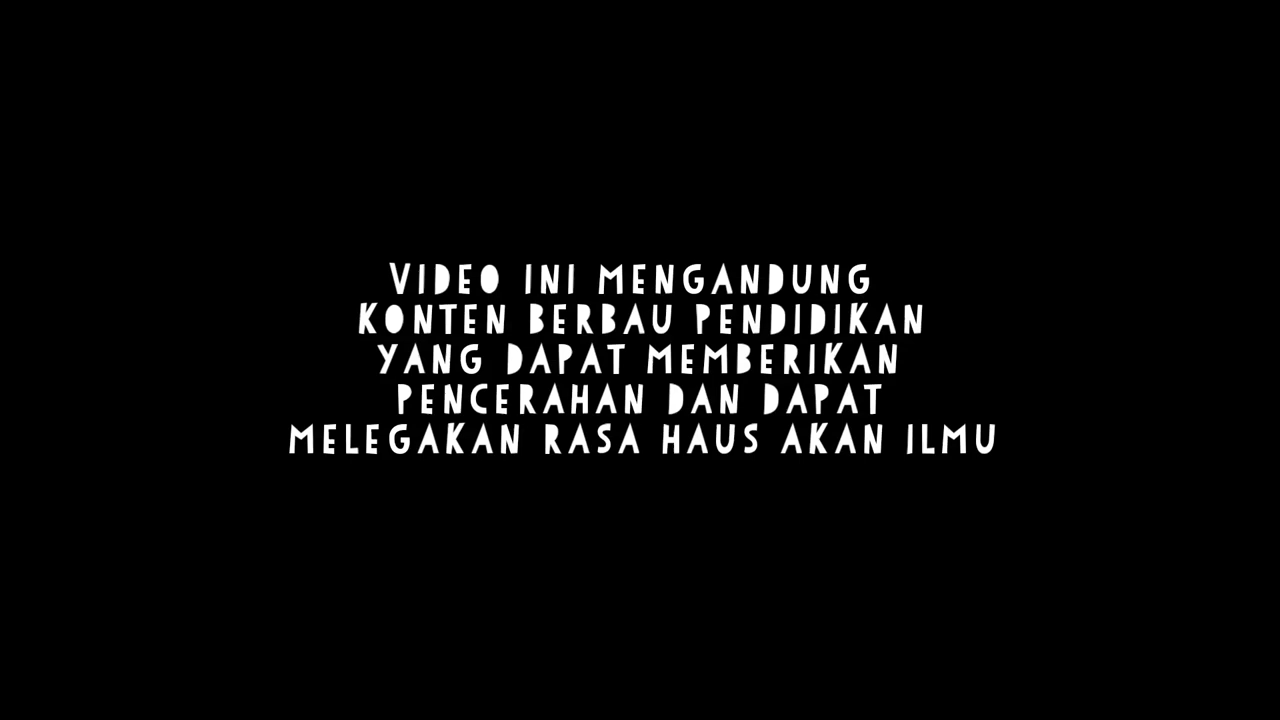 VIDEO INI MENGANDUNG
KONTEN BERBAU PENDIDIKAN
YANG DAPAT MEMBERIKAN
PENCERAHAN DAN DAPAT
MELEGAKAN RASA HAUS AKAN ILMU